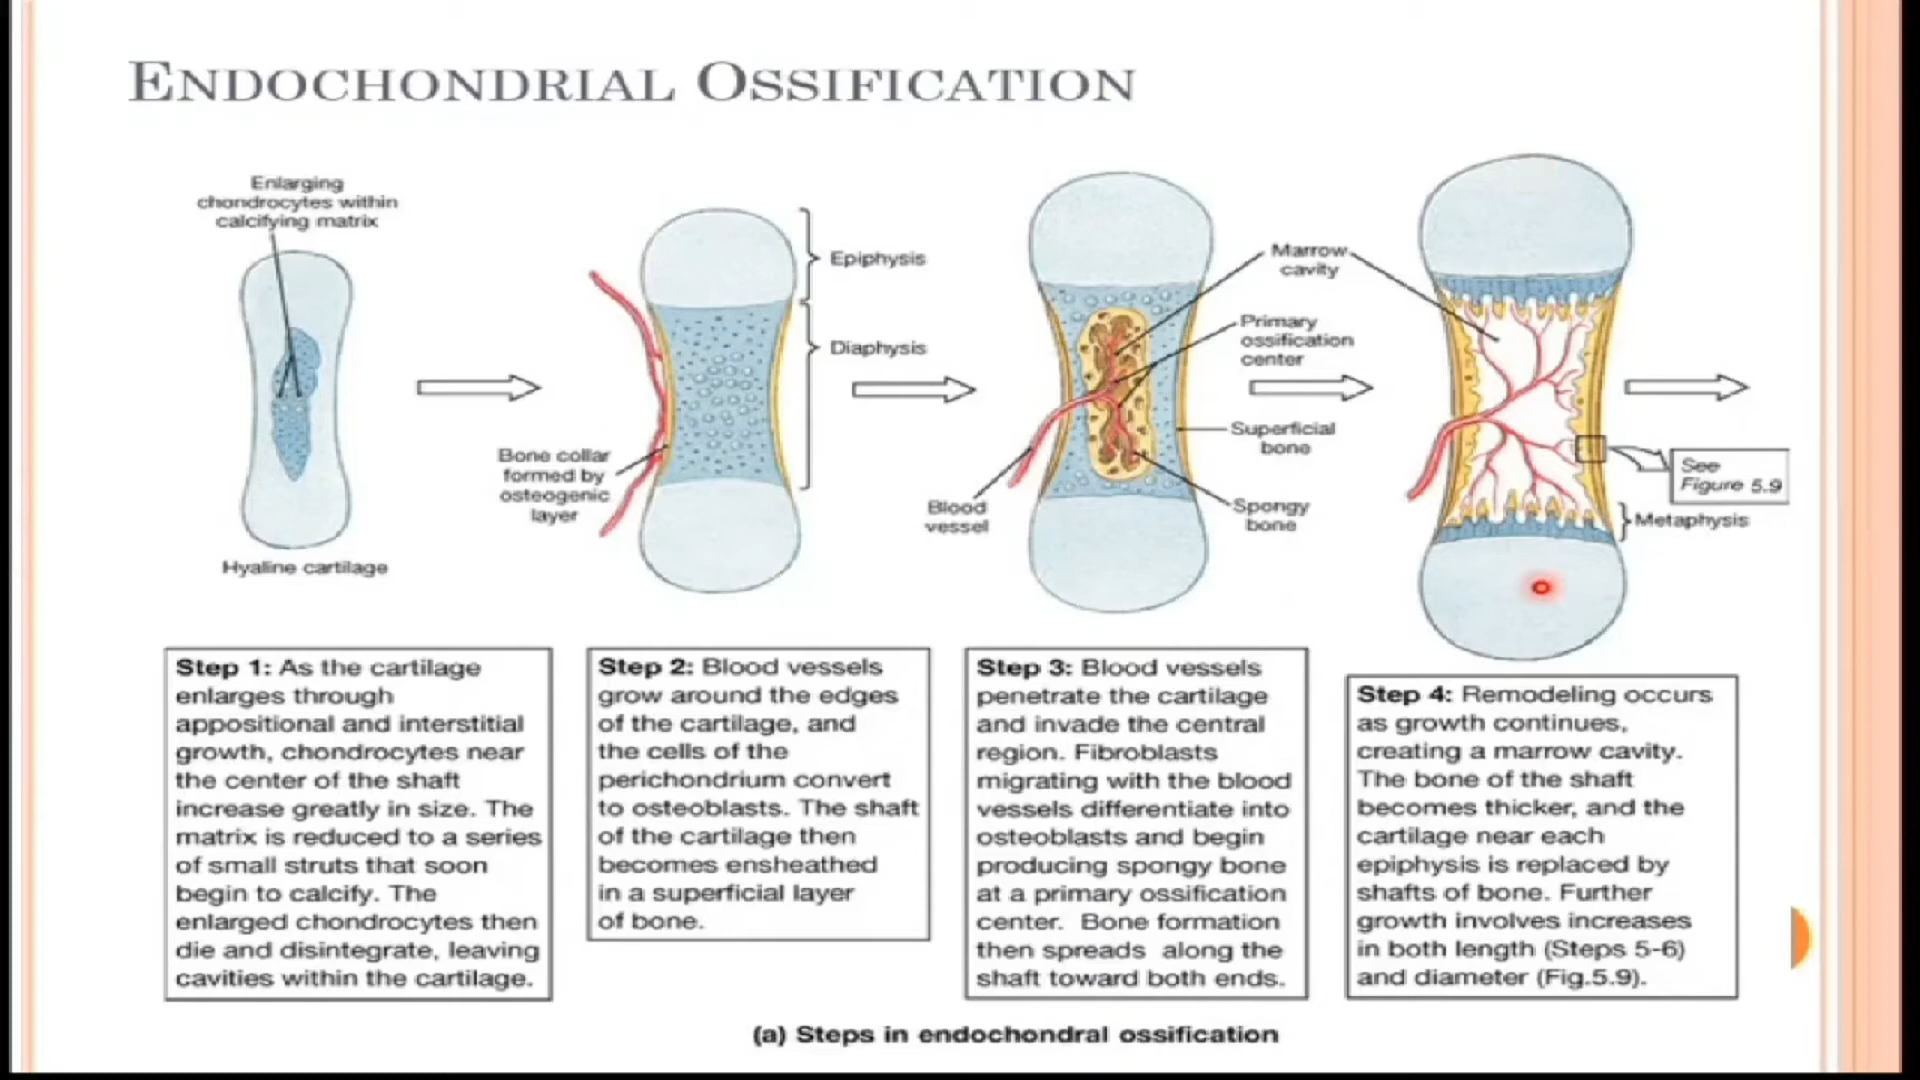 ENDOCHONDRIAL OSSIFICATION
Enlarging
chondrocytes within
calcifying matrix
Hyaline cartilage
Epiphysis
Diaphysis
Bone collar
formed by
osteogenic
layer
Marrow
cavity
Primary
ossification
center
Superficial
bone
Blood
vessel
Spongy
bone
See
Figure 5.9
Metaphysis
Step 1: As the cartilage
enlarges through
appositional and interstitial
growth, chondrocytes near
the center of the shaft
increase greatly in size. The
matrix is reduced to a series
of small struts that soon
begin to calcify. The
enlarged chondrocytes then
die and disintegrate, leaving
cavities within the cartilage.
Step 2: Blood vessels
grow around the edges
of the cartilage, and
the cells of the
perichondrium convert
to osteoblasts. The shaft
of the cartilage then
becomes ensheathed
in a superficial layer
of bone.
Step 3: Blood vessels
penetrate the cartilage
and invade the central
region. Fibroblasts
migrating with the blood
vessels differentiate into
osteoblasts and begin
producing spongy bone
at a primary ossification
center. Bone formation
then spreads along the
shaft toward both ends.
Step 4: Remodeling occurs
as growth continues,
creating a marrow cavity.
The bone of the shaft
becomes thicker, and the
cartilage near each
epiphysis is replaced by
shafts of bone. Further
growth involves increases
in both length (Steps 5-6)
and diameter (Fig.5.9).
(a) Steps in endochondral ossification